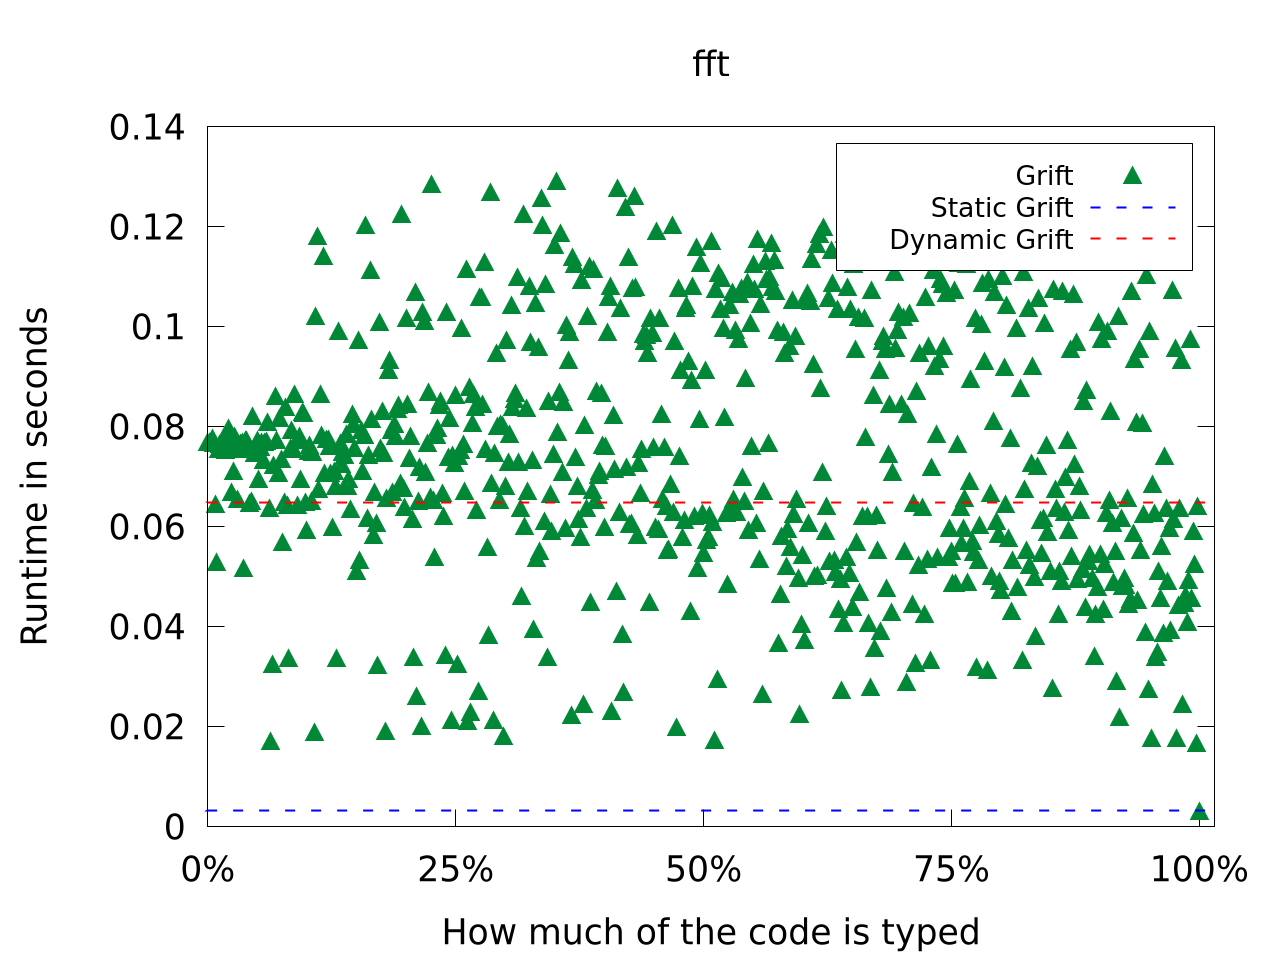 fft
Grift
Static Grift
Dynamic Grift
0.14
0.12
0.1
0.08
0.06
0.04
0.02
0
Runtime in seconds
0% 25% 50% 75% 100%
How much of the code is typed